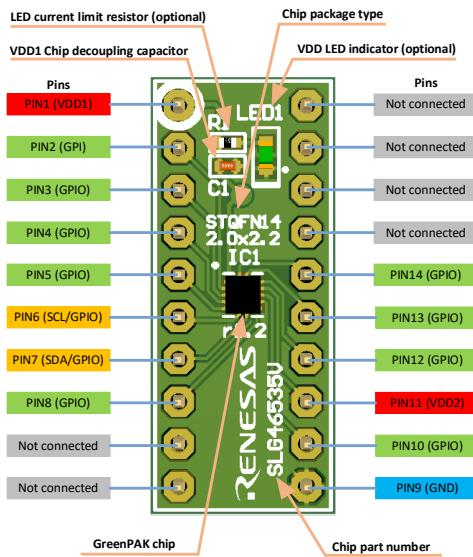 LED current limit resistor (optional)
Chip package type
VDD1 Chip decoupling capacitor
VDD LED indicator (optional)
Pins
Pins
PIN1 (VDD1)
Not connected
PIN2 (GPI)
Not connected
PIN3 (GPIO)
Not connected
PIN4 (GPIO)
Not connected
PIN5 (GPIO)
PIN14 (GPIO)
PIN6 (SCL/GPIO)
PIN13 (GPIO)
PIN7 (SDA/GPIO)
PIN12 (GPIO)
PIN8 (GPIO)
PIN11 (VDD2)
Not connected
PIN10 (GPIO)
Not connected
PIN9 (GND)
R1
LED1
C1
STQFN14
2.0x2.2
IC1
RENESAS
SLG46535V
GreenPAK chip
Chip part number